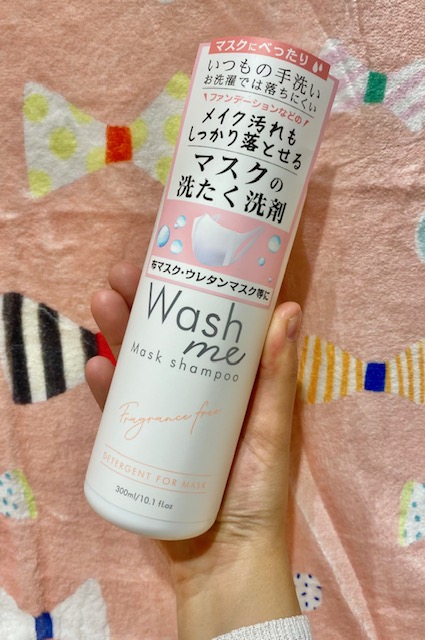 マスクにべったり
いつもの手洗い
お洗濯では落ちにくい
ファンデーションなどの
メイク汚れも
しっかり落とせる
マスクの
洗たく洗剤
布マスク・ウレタンマスク等に
Wash
me
Mask shampoo
Fragrance free
DETERGENT FOR MASK
300ml/10.1 fl.oz